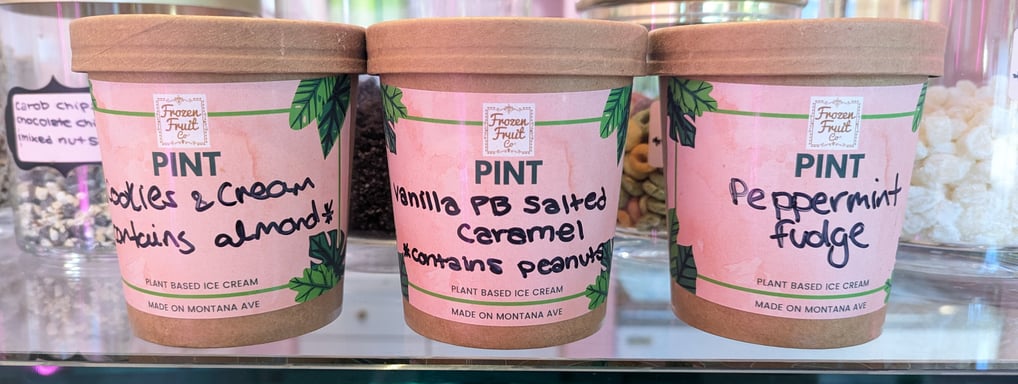 carob chips
chocolate chi
mixed nuts
Frozen
Fruit
Co
PINT
ookies & Cream
ontains almond*
PLANT BASED ICE CREAM
MADE ON MONTANA AVE
Frozen
Fruit
Co
PINT
Vanilla PB Salted
Caramel
*contains peanuts
PLANT BASED ICE CREAM
MADE ON MONTANA AVE
Frozen
Fruit
Co
PINT
Peppermint
fudge
PLANT BASED ICE CREAM
MADE ON MONTANA AVE